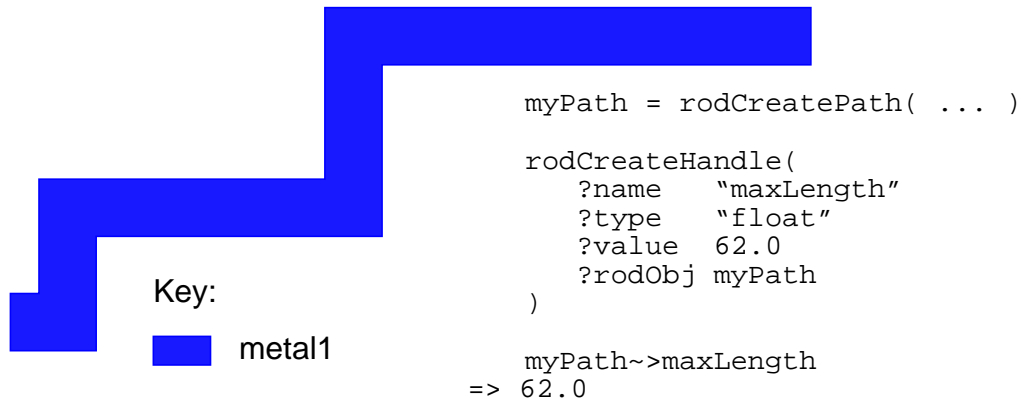 myPath = rodCreatePath( ... )
rodCreateHandle(
?name “maxLength”
?type “float”
?value 62.0
?rodObj myPath
)
Key:
metal1
myPath~>maxLength
=> 62.0